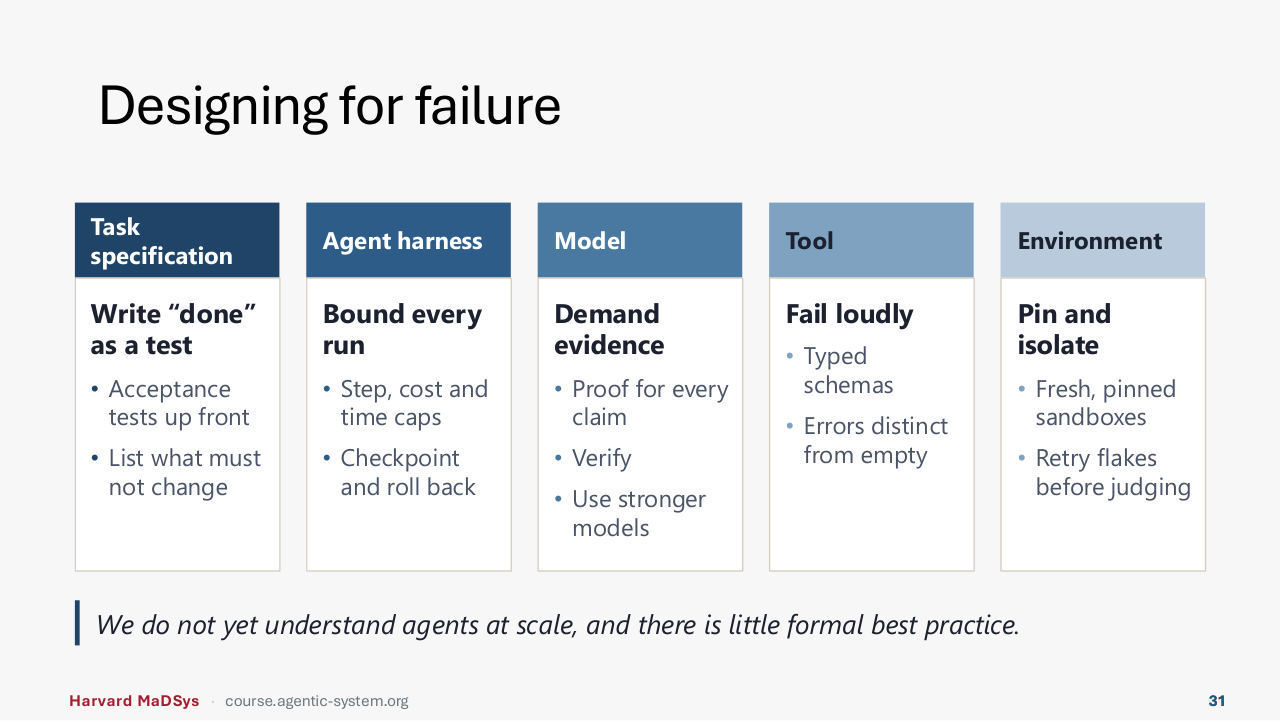 Designing for failure
Task
specification
Write “done”
as a test
• Acceptance
tests up front
• List what must
not change
Agent harness
Bound every
run
• Step, cost and
time caps
• Checkpoint
and roll back
Model
Demand
evidence
• Proof for every
claim
• Verify
• Use stronger
models
Tool
Fail loudly
• Typed
schemas
• Errors distinct
from empty
Environment
Pin and
isolate
• Fresh, pinned
sandboxes
• Retry flakes
before judging
We do not yet understand agents at scale, and there is little formal best practice.
Harvard MaDSys · course.agentic-system.org
31